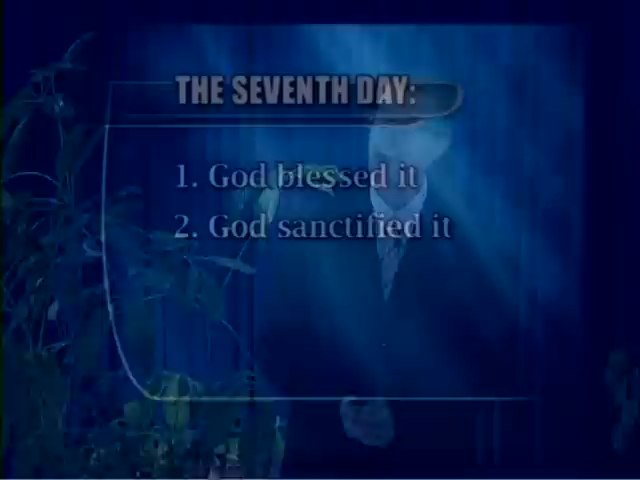 THE SEVENTH DAY:
1. God blessed it
2. God sanctified it